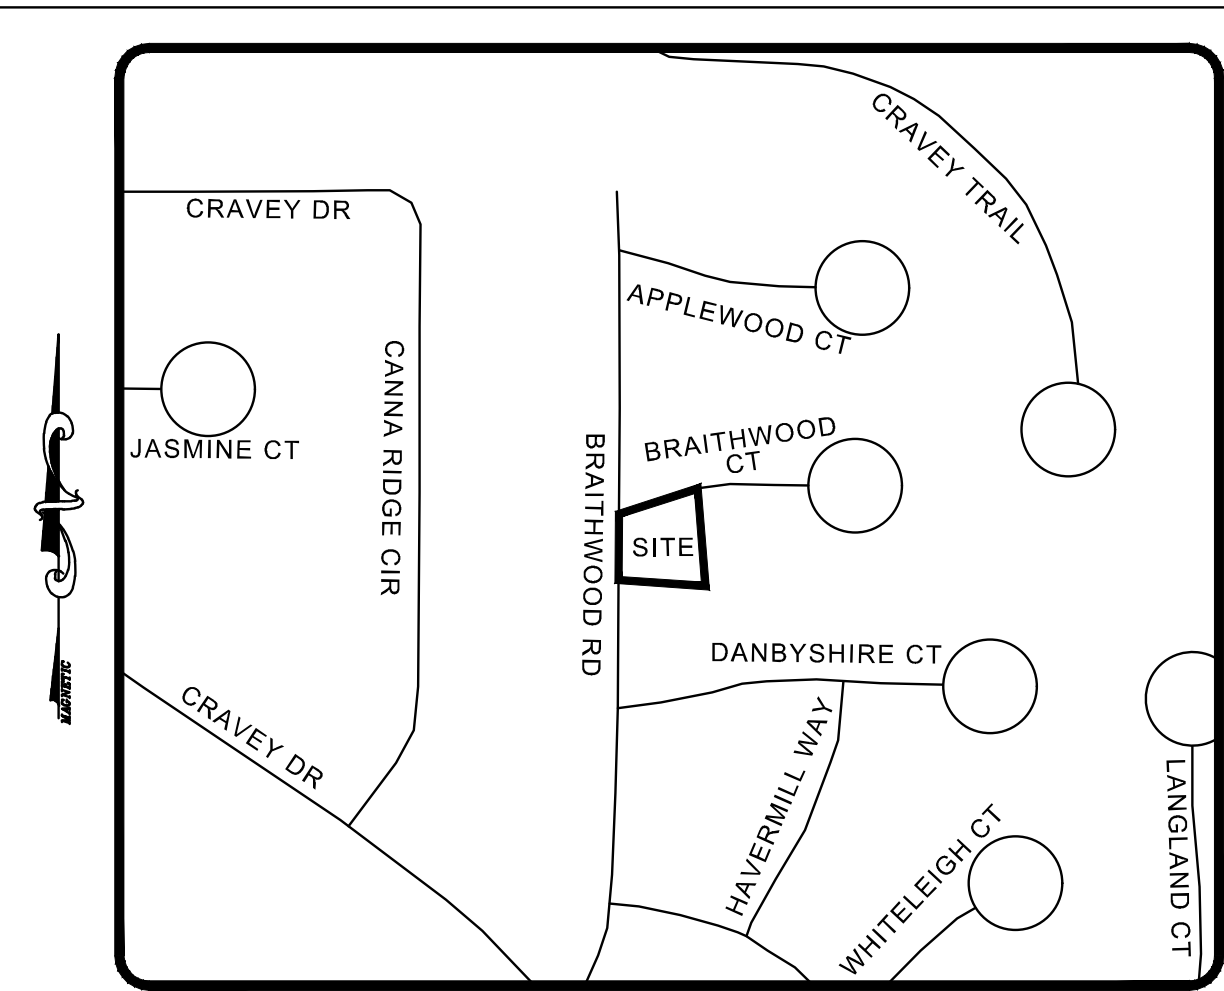 CRAVEY TRAIL
CRAVEY DR
APPLEWOOD CT
CANNA RIDGE CIR
JASMINE CT
BRAITHWOOD
CT
BRAITHWOOD RD
SITE
DANBYSHIRE CT
MAGNETIC
CRAVEY DR
HAVERMILL WAY
WHITELEIGH CT
LANGLAND CT